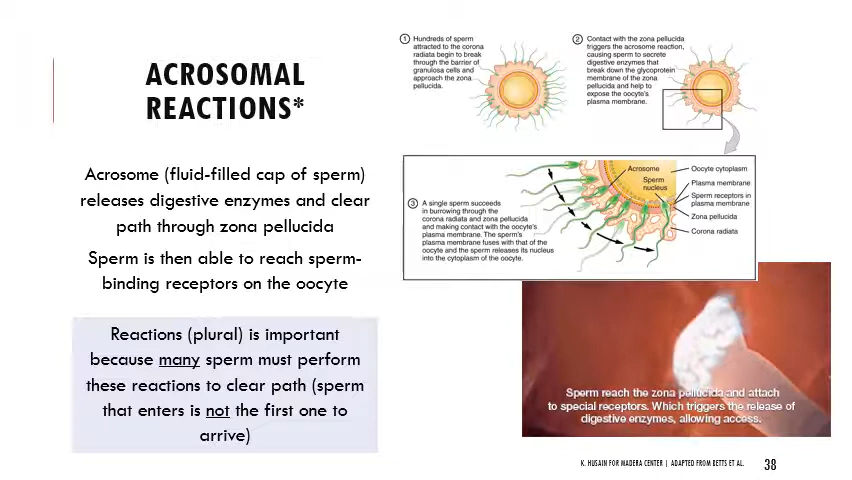 ACROSOMAL
REACTIONS*
Acrosome (fluid-filled cap of sperm)
releases digestive enzymes and clear
path through zona pellucida
Sperm is then able to reach sperm-
binding receptors on the oocyte
Reactions (plural) is important
because many sperm must perform
these reactions to clear path (sperm
that enters is not the first one to
arrive)
1 Hundreds of sperm
attracted to the corona
radiata begin to break
through the barrier of
granulosa cells and
approach the zona
pellucida.
2 Contact with the zona pellucida
triggers the acrosome reaction,
causing sperm to secrete
digestive enzymes that
break down the glycoprotein
membrane of the zona
pellucida and help to
expose the oocyte's
plasma membrane.
3 A single sperm succeeds
in burrowing through the
corona radiata and zona pellucida
and making contact with the oocyte's
plasma membrane. The sperm's
plasma membrane fuses with that of the
oocyte and the sperm releases its nucleus
into the cytoplasm of the oocyte.
Acrosome
Sperm
nucleus
Oocyte cytoplasm
Plasma membrane
Sperm receptors in
plasma membrane
Zona pellucida
Corona radiata
Sperm reach the zona pellucida and attach
to special receptors. Which triggers the release of
digestive enzymes, allowing access.
K. HUSAIN FOR MADERA CENTER | ADAPTED FROM BETTS ET AL.
38